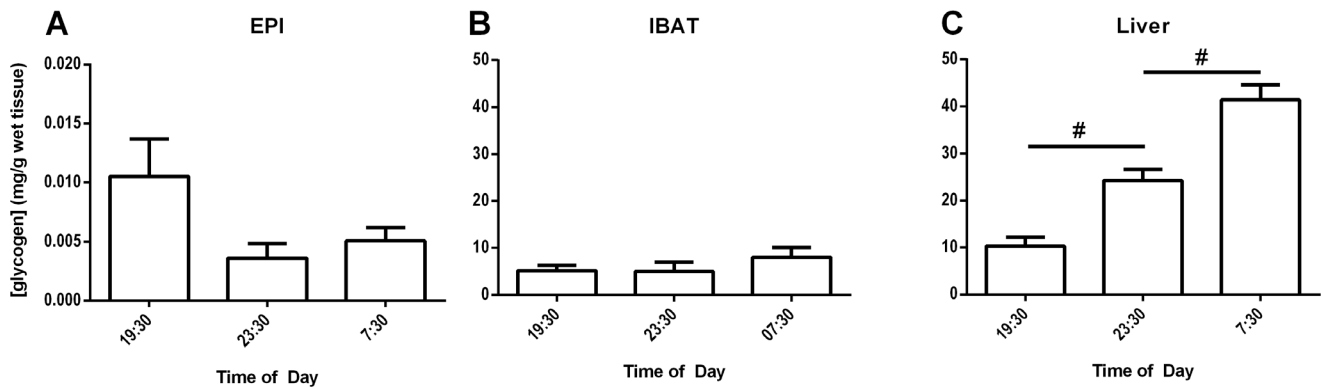 A EPI
[glycogen] (mg/g wet tissue)
0.020
0.015
0.010
0.005
0.000
19:30 23:30 7:30
Time of Day
B IBAT
50
40
30
20
10
0
19:30 23:30 07:30
Time of Day
C Liver
50
40
30
20
10
0
# #
19:30 23:30 7:30
Time of Day